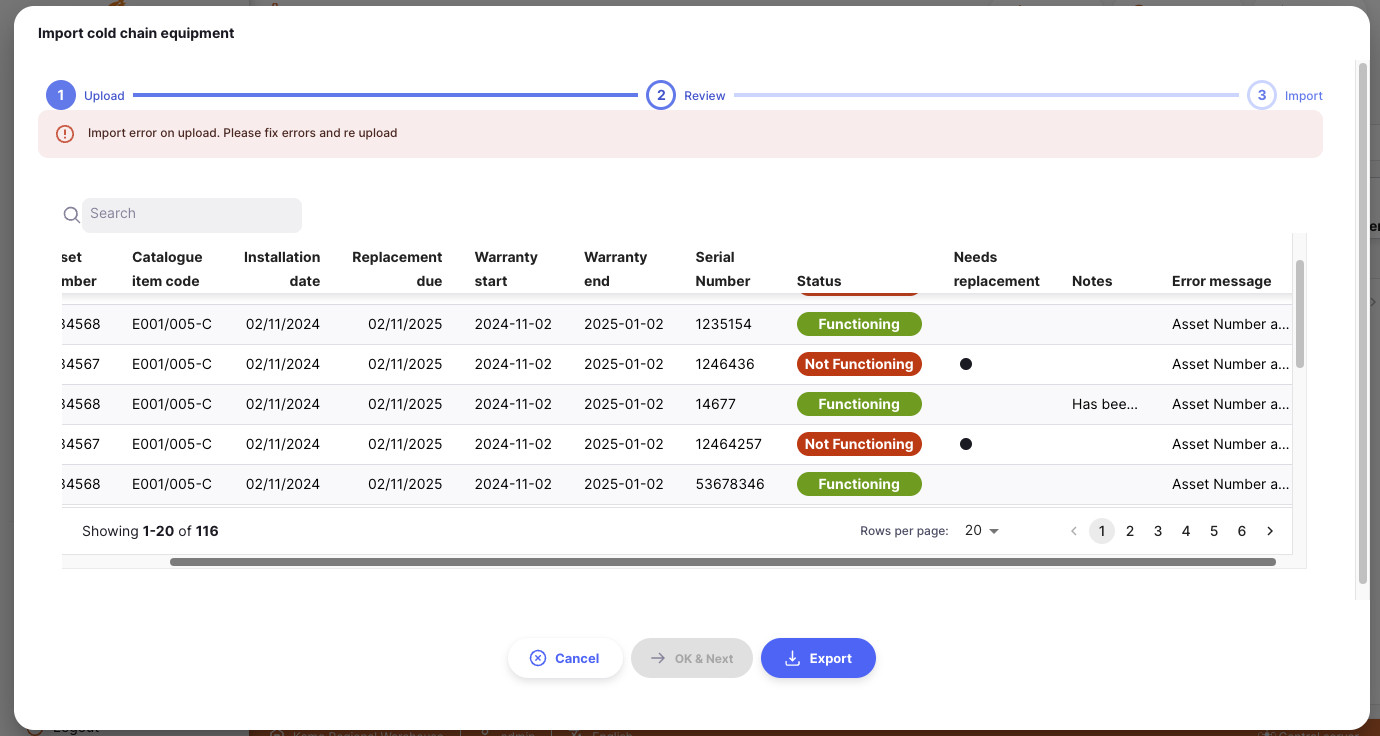 Import cold chain equipment
1 Upload 2 Review 3 Import
Import error on upload. Please fix errors and re upload
Search
set Catalogue Installation Replacement Warranty Warranty Serial Needs
mber item code date due start end Number Status replacement Notes Error message
34568 E001/005-C 02/11/2024 02/11/2025 2024-11-02 2025-01-02 1235154 Functioning Asset Number a...
34567 E001/005-C 02/11/2024 02/11/2025 2024-11-02 2025-01-02 1246436 Not Functioning Asset Number a...
34568 E001/005-C 02/11/2024 02/11/2025 2024-11-02 2025-01-02 14677 Functioning Has bee... Asset Number a...
34567 E001/005-C 02/11/2024 02/11/2025 2024-11-02 2025-01-02 12464257 Not Functioning Asset Number a...
34568 E001/005-C 02/11/2024 02/11/2025 2024-11-02 2025-01-02 53678346 Functioning Asset Number a...
Showing 1-20 of 116 Rows per page: 20 1 2 3 4 5 6
Cancel OK & Next Export
Logout admin English